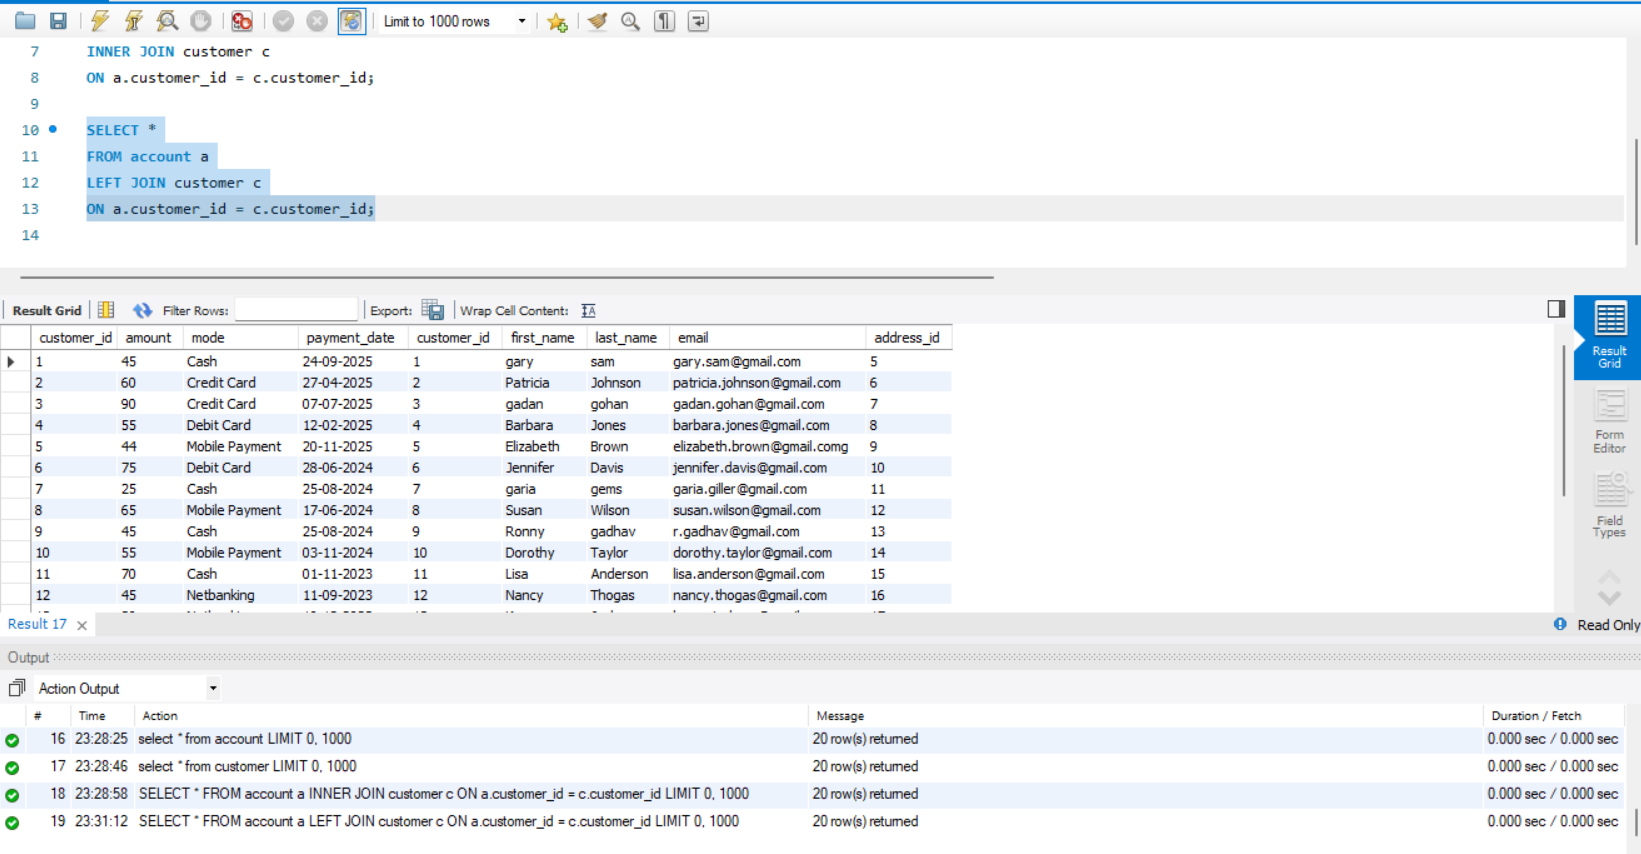 Limit to 1000 rows
7 INNER JOIN customer c
8 ON a.customer_id = c.customer_id;
9
10 SELECT *
11 FROM account a
12 LEFT JOIN customer c
13 ON a.customer_id = c.customer_id;
14
Result Grid Filter Rows: Export: Wrap Cell Content:
customer_id amount mode payment_date customer_id first_name last_name email address_id
1 45 Cash 24-09-2025 1 gary sam gary.sam@gmail.com 5
2 60 Credit Card 27-04-2025 2 Patricia Johnson patricia.johnson@gmail.com 6
3 90 Credit Card 07-07-2025 3 gadan gohan gadan.gohan@gmail.com 7
4 55 Debit Card 12-02-2025 4 Barbara Jones barbara.jones@gmail.com 8
5 44 Mobile Payment 20-11-2025 5 Elizabeth Brown elizabeth.brown@gmail.comg 9
6 75 Debit Card 28-06-2024 6 Jennifer Davis jennifer.davis@gmail.com 10
7 25 Cash 25-08-2024 7 garia gems garia.giller@gmail.com 11
8 65 Mobile Payment 17-06-2024 8 Susan Wilson susan.wilson@gmail.com 12
9 45 Cash 25-08-2024 9 Ronny gadhav r.gadhav@gmail.com 13
10 55 Mobile Payment 03-11-2024 10 Dorothy Taylor dorothy.taylor@gmail.com 14
11 70 Cash 01-11-2023 11 Lisa Anderson lisa.anderson@gmail.com 15
12 45 Netbanking 11-09-2023 12 Nancy Thogas nancy.thogas@gmail.com 16
Result
Grid
Form
Editor
Field
Types
Result 17 Read Only
Output
Action Output
# Time Action Message Duration / Fetch
16 23:28:25 select * from account LIMIT 0, 1000 20 row(s) returned 0.000 sec / 0.000 sec
17 23:28:46 select * from customer LIMIT 0, 1000 20 row(s) returned 0.000 sec / 0.000 sec
18 23:28:58 SELECT * FROM account a INNER JOIN customer c ON a.customer_id = c.customer_id LIMIT 0, 1000 20 row(s) returned 0.000 sec / 0.000 sec
19 23:31:12 SELECT * FROM account a LEFT JOIN customer c ON a.customer_id = c.customer_id LIMIT 0, 1000 20 row(s) returned 0.000 sec / 0.000 sec